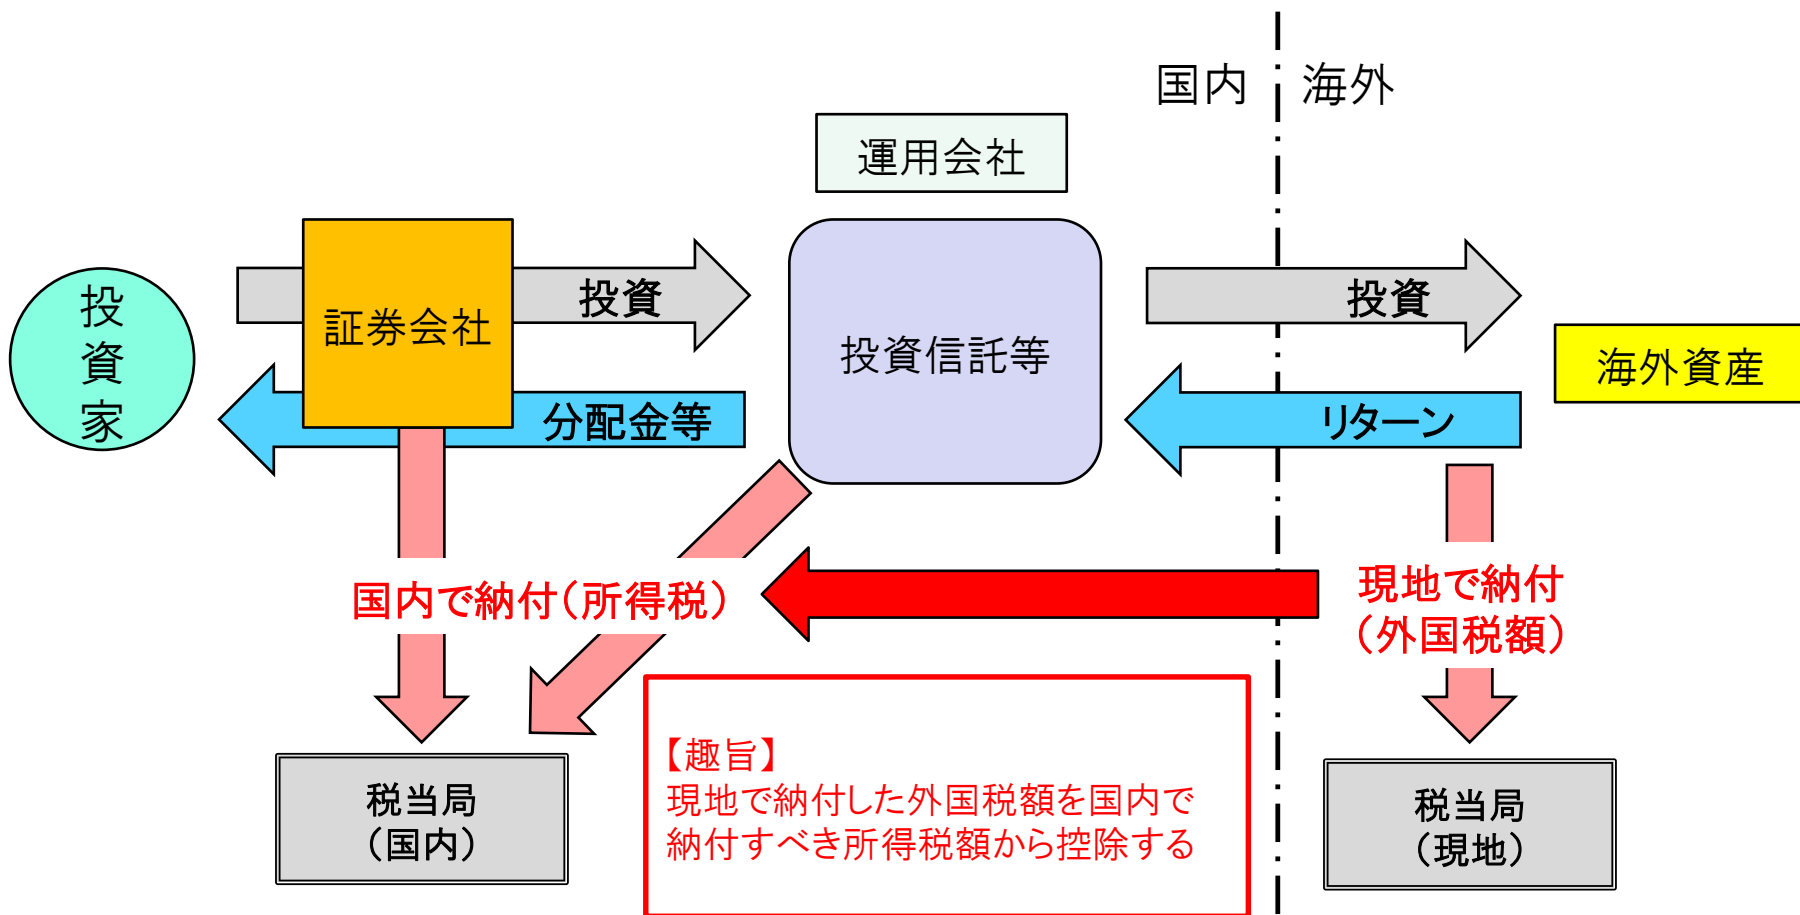 国内
海外
運用会社
投資家
証券会社
投資
投資信託等
投資
海外資産
分配金等
リターン
国内で納付（所得税）
現地で納付
（外国税額）
【趣旨】
現地で納付した外国税額を国内で
納付すべき所得税額から控除する
税当局
（国内）
税当局
（現地）